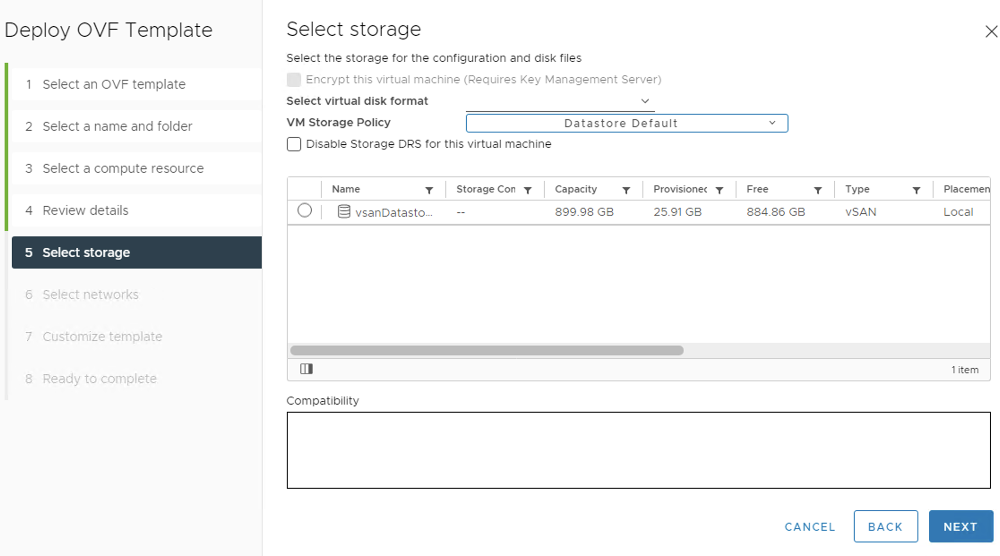 Deploy OVF Template
1 Select an OVF template
2 Select a name and folder
3 Select a compute resource
4 Review details
5 Select storage
6 Select networks
7 Customize template
8 Ready to complete
Select storage
Select the storage for the configuration and disk files
Encrypt this virtual machine (Requires Key Management Server)
Select virtual disk format
VM Storage Policy Datastore Default
Disable Storage DRS for this virtual machine
Name Storage Con Capacity Provisioned Free Type Placemen
vsanDatasto... -- 899.98 GB 25.91 GB 884.86 GB vSAN Local
1 item
Compatibility
CANCEL BACK NEXT